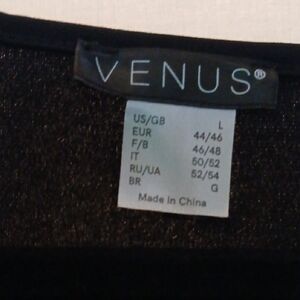 VENUS®
US/GB L
EUR 44/46
F/B 46/48
IT 50/52
RU/UA 52/54
BR G
Made in China